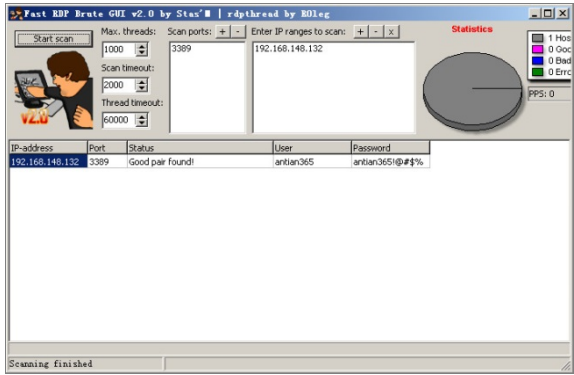 Fast RDP Brute GUI v2.0 by Stas'M | rdpthread by R0leg
Start scan
Max. threads:
1000
Scan timeout:
2000
Thread timeout:
60000
Scan ports: + -
3389
Enter IP ranges to scan: + - x
192.168.148.132
Statistics
1 Hos
0 Goo
0 Bad
0 Erro
PPS: 0
v2.0
IP-address Port Status User Password
192.168.148.132 3389 Good pair found! antian365 antian365!@#$%
Scanning finished